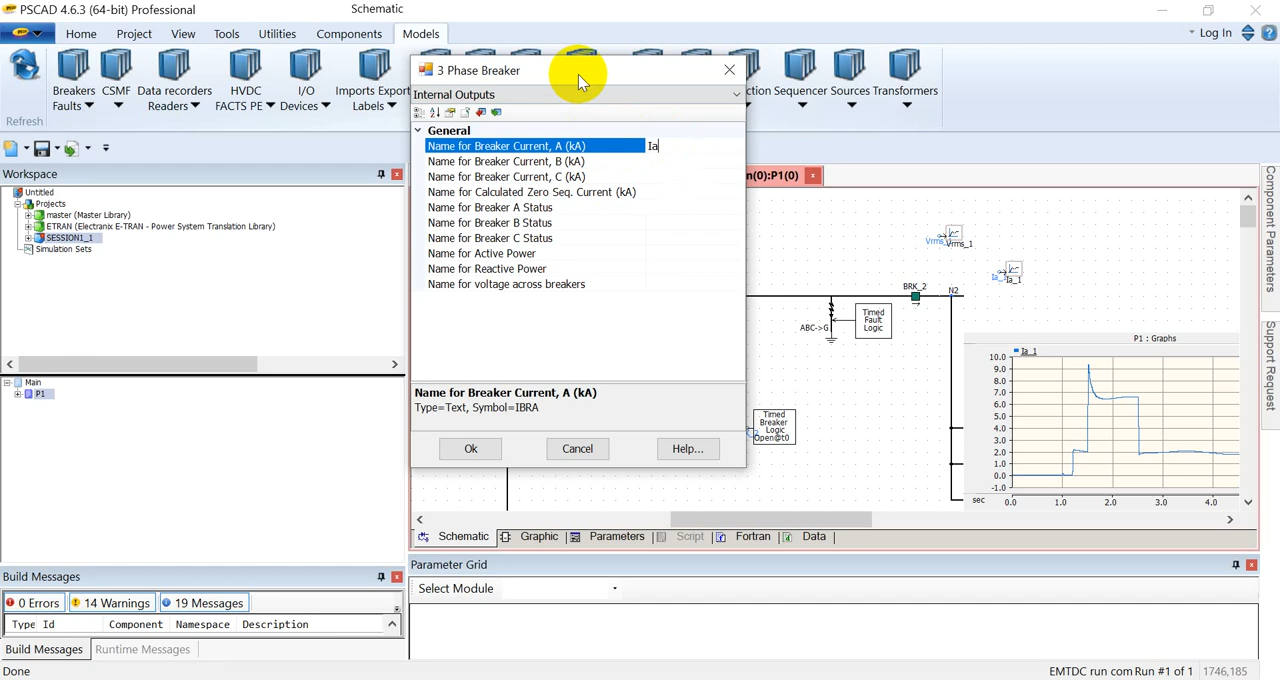 PSCAD 4.6.3 (64-bit) Professional
Schematic
Home Project View Tools Utilities Components Models
Log In
Refresh
Breakers Faults
CSMF
Data recorders Readers
HVDC FACTS PE
I/O Devices
Imports Export Labels
ction
Sequencer
Sources
Transformers
3 Phase Breaker
Internal Outputs
General
Name for Breaker Current, A (kA) Ia
Name for Breaker Current, B (kA)
Name for Breaker Current, C (kA)
Name for Calculated Zero Seq. Current (kA)
Name for Breaker A Status
Name for Breaker B Status
Name for Breaker C Status
Name for Active Power
Name for Reactive Power
Name for voltage across breakers
Name for Breaker Current, A (kA)
Type=Text, Symbol=IBRA
Ok Cancel Help...
Workspace
Untitled
Projects
master (Master Library)
ETRAN (Electranix E-TRAN - Power System Translation Library)
SESSION1_1
Simulation Sets
Main
P1
n(0):P1(0)
Vrms_
Vrms_1
Ia_1
BRK_2
N2
ABC->G
Timed
Fault
Logic
Timed
Breaker
Logic
Open@t0
P1 : Graphs
Ia_1
10.0
9.0
8.0
7.0
6.0
5.0
4.0
3.0
2.0
1.0
0.0
-1.0
sec 0.0 1.0 2.0 3.0 4.0
Component Parameters
Support Request
Schematic Graphic Parameters Script Fortran Data
Build Messages
0 Errors 14 Warnings 19 Messages
Type Id Component Namespace Description
Build Messages Runtime Messages
Parameter Grid
Select Module
Done
EMTDC run com Run #1 of 1 1746,185